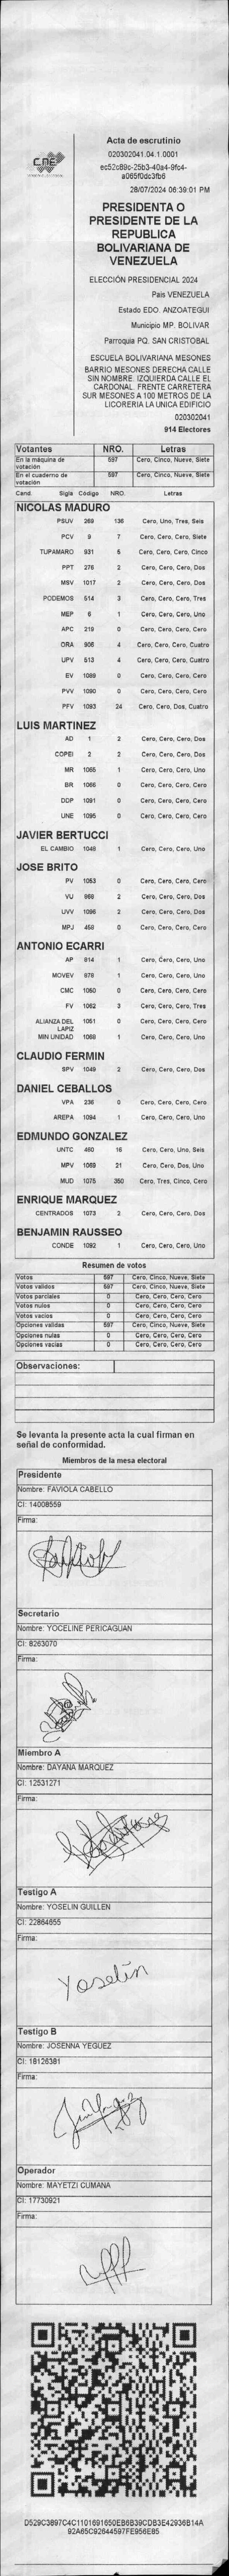 CNE
Acta de escrutinio
020302041.04.1.0001
ec52c89c-25b3-40a4-9fc4-
a065f0dc3fb6
28/07/2024 06:39:01 PM
PRESIDENTA O
PRESIDENTE DE LA
REPUBLICA
BOLIVARIANA DE
VENEZUELA
ELECCIÓN PRESIDENCIAL 2024
Pais VENEZUELA
Estado EDO. ANZOATEGUI
Municipio MP. BOLIVAR
Parroquia PQ. SAN CRISTOBAL
ESCUELA BOLIVARIANA MESONES
BARRIO MESONES DERECHA CALLE
SIN NOMBRE. IZQUIERDA CALLE EL
CARDONAL. FRENTE CARRETERA
SUR MESONES A 100 METROS DE LA
LICORERIA LA UNICA EDIFICIO
020302041
914 Electores
Votantes NRO. Letras
En la máquina de votación 597 Cero, Cinco, Nueve, Siete
En el cuaderno de votación 597 Cero, Cinco, Nueve, Siete
Cand. Sigla Código NRO. Letras
NICOLAS MADURO
PSUV 269 136 Cero, Uno, Tres, Seis
PCV 9 7 Cero, Cero, Cero, Siete
TUPAMARO 931 5 Cero, Cero, Cero, Cinco
PPT 276 2 Cero, Cero, Cero, Dos
MSV 1017 2 Cero, Cero, Cero, Dos
PODEMOS 514 3 Cero, Cero, Cero, Tres
MEP 6 1 Cero, Cero, Cero, Uno
APC 219 0 Cero, Cero, Cero, Cero
ORA 906 4 Cero, Cero, Cero, Cuatro
UPV 513 4 Cero, Cero, Cero, Cuatro
EV 1089 0 Cero, Cero, Cero, Cero
PVV 1090 0 Cero, Cero, Cero, Cero
PFV 1093 24 Cero, Cero, Dos, Cuatro
LUIS MARTINEZ
AD 1 2 Cero, Cero, Cero, Dos
COPEI 2 2 Cero, Cero, Cero, Dos
MR 1065 1 Cero, Cero, Cero, Uno
BR 1066 0 Cero, Cero, Cero, Cero
DDP 1091 0 Cero, Cero, Cero, Cero
UNE 1095 0 Cero, Cero, Cero, Cero
JAVIER BERTUCCI
EL CAMBIO 1048 1 Cero, Cero, Cero, Uno
JOSE BRITO
PV 1053 0 Cero, Cero, Cero, Cero
VU 868 2 Cero, Cero, Cero, Dos
UVV 1096 2 Cero, Cero, Cero, Dos
MPJ 458 0 Cero, Cero, Cero, Cero
ANTONIO ECARRI
AP 814 1 Cero, Cero, Cero, Uno
MOVEV 878 1 Cero, Cero, Cero, Uno
CMC 1050 0 Cero, Cero, Cero, Cero
FV 1062 3 Cero, Cero, Cero, Tres
ALIANZA DEL LAPIZ 1051 0 Cero, Cero, Cero, Cero
MIN UNIDAD 1068 1 Cero, Cero, Cero, Uno
CLAUDIO FERMIN
SPV 1049 2 Cero, Cero, Cero, Dos
DANIEL CEBALLOS
VPA 236 0 Cero, Cero, Cero, Cero
AREPA 1094 1 Cero, Cero, Cero, Uno
EDMUNDO GONZALEZ
UNTC 460 16 Cero, Cero, Uno, Seis
MPV 1069 21 Cero, Cero, Dos, Uno
MUD 1075 350 Cero, Tres, Cinco, Cero
ENRIQUE MARQUEZ
CENTRADOS 1073 2 Cero, Cero, Cero, Dos
BENJAMIN RAUSSEO
CONDE 1092 1 Cero, Cero, Cero, Uno
Resumen de votos
Votos 597 Cero, Cinco, Nueve, Siete
Votos validos 597 Cero, Cinco, Nueve, Siete
Votos parciales 0 Cero, Cero, Cero, Cero
Votos nulos 0 Cero, Cero, Cero, Cero
Votos vacios 0 Cero, Cero, Cero, Cero
Opciones validas 597 Cero, Cinco, Nueve, Siete
Opciones nulas 0 Cero, Cero, Cero, Cero
Opciones vacias 0 Cero, Cero, Cero, Cero
Observaciones:
Se levanta la presente acta la cual firman en
señal de conformidad.
Miembros de la mesa electoral
Presidente
Nombre: FAVIOLA CABELLO
CI: 14008559
Firma:
Secretario
Nombre: YOCELINE PERICAGUAN
CI: 8263070
Firma:
Miembro A
Nombre: DAYANA MARQUEZ
CI: 12531271
Firma:
Testigo A
Nombre: YOSELIN GUILLEN
CI: 22864655
Firma:
Yoselin
Testigo B
Nombre: JOSENNA YEGUEZ
CI: 18126381
Firma:
Operador
Nombre: MAYETZI CUMANA
CI: 17730921
Firma:
D529C3897C4C1101691650EB6B39CDB3E42936B14A
92A65C92644597FE956E85